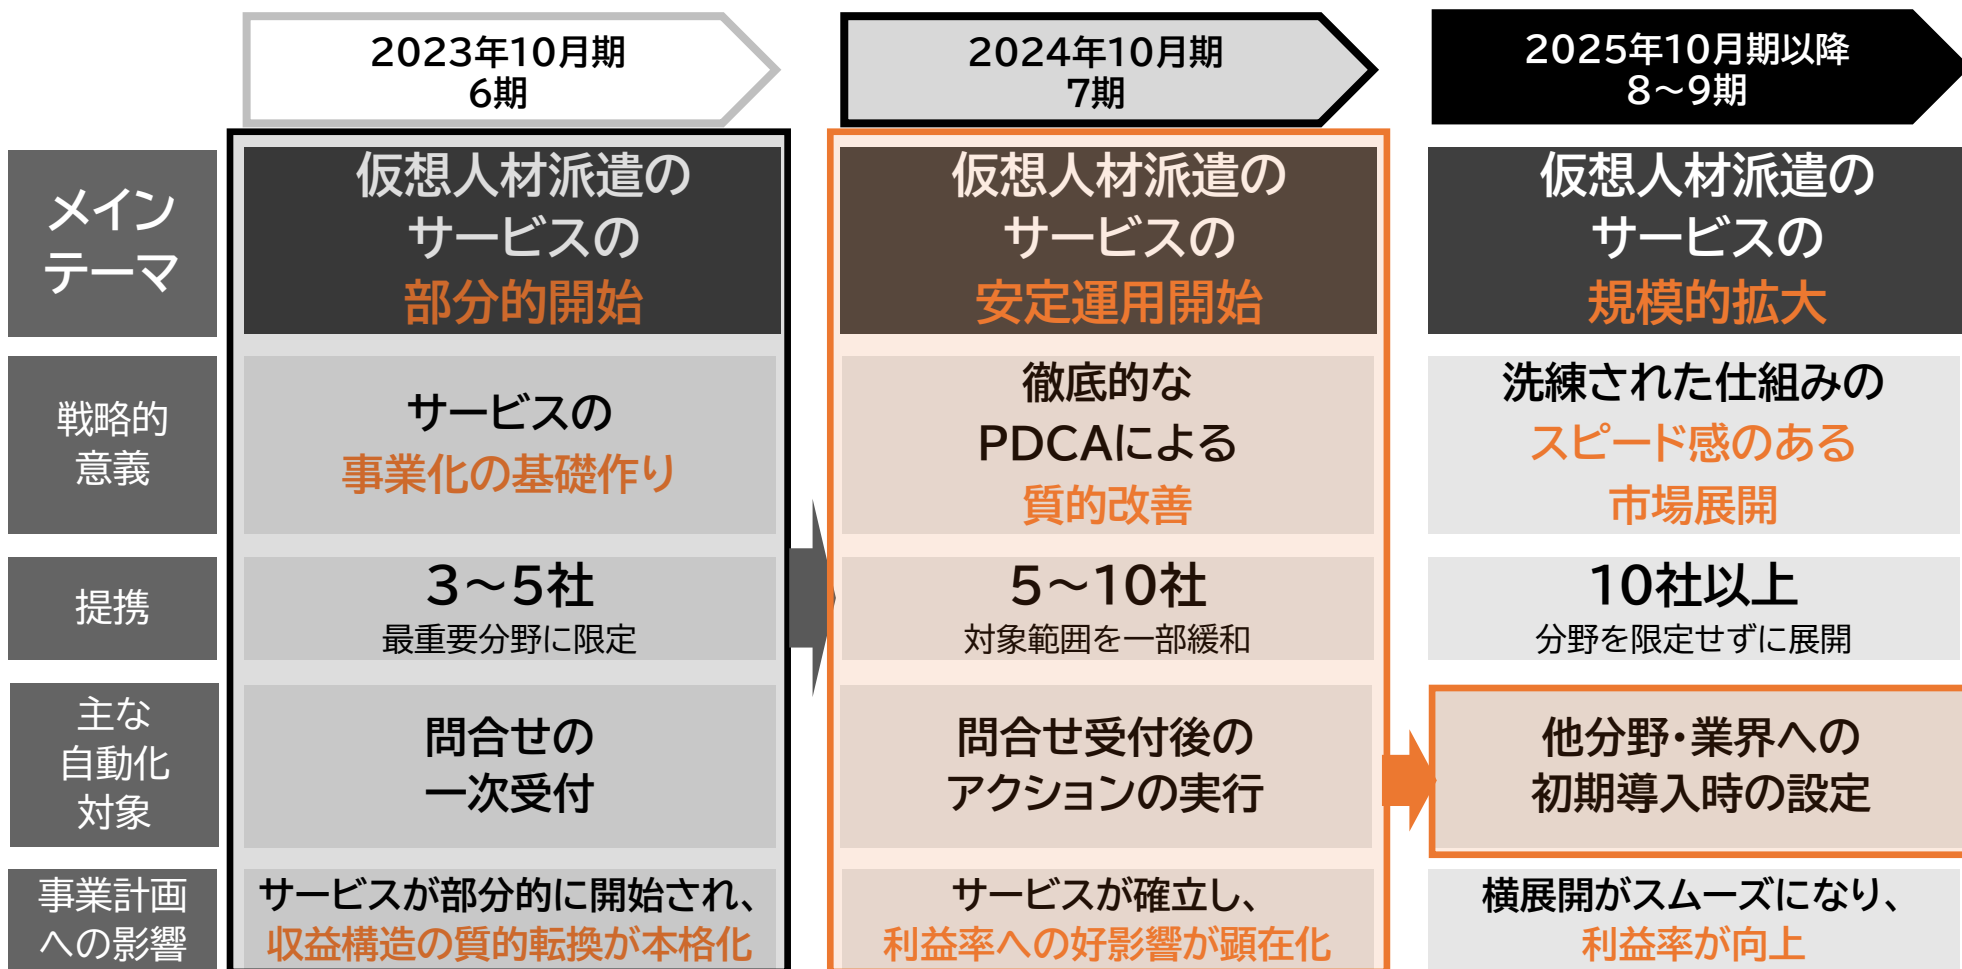 2023年10月期
6期
2024年10月期
7期
2025年10月期以降
8～9期
メイン
テーマ
仮想人材派遣の
サービスの
部分的開始
仮想人材派遣の
サービスの
安定運用開始
仮想人材派遣の
サービスの
規模的拡大
戦略的
意義
サービスの
事業化の基礎作り
徹底的な
PDCAによる
質的改善
洗練された仕組みの
スピード感のある
市場展開
提携
3～5社
最重要分野に限定
5～10社
対象範囲を一部緩和
10社以上
分野を限定せずに展開
主な
自動化
対象
問合せの
一次受付
問合せ受付後の
アクションの実行
他分野・業界への
初期導入時の設定
事業計画
への影響
サービスが部分的に開始され、
収益構造の質的転換が本格化
サービスが確立し、
利益率への好影響が顕在化
横展開がスムーズになり、
利益率が向上